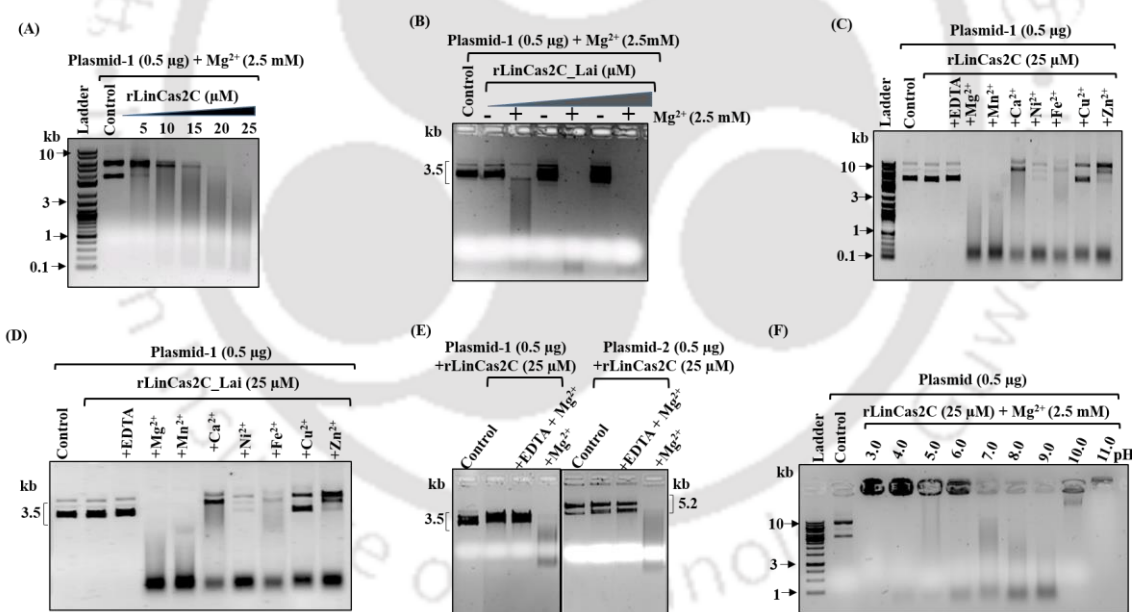 (A)
Plasmid-1 (0.5 µg) + Mg²⁺ (2.5 mM)
rLinCas2C (µM)
Ladder
Control
5 10 15 20 25
kb
10
3
1
0.1
(B)
Plasmid-1 (0.5 µg) + Mg²⁺ (2.5mM)
rLinCas2C_Lai (µM)
Control
- + - + - + Mg²⁺ (2.5 mM)
kb
3.5
(C)
Plasmid-1 (0.5 µg)
rLinCas2C (25 µM)
Ladder
Control
+EDTA
+Mg²⁺
+Mn²⁺
+Ca²⁺
+Ni²⁺
+Fe²⁺
+Cu²⁺
+Zn²⁺
kb
10
3
1
0.1
(D)
Plasmid-1 (0.5 µg)
rLinCas2C_Lai (25 µM)
Control
+EDTA
+Mg²⁺
+Mn²⁺
+Ca²⁺
+Ni²⁺
+Fe²⁺
+Cu²⁺
+Zn²⁺
kb
3.5
(E)
Plasmid-1 (0.5 µg)
+rLinCas2C (25 µM)
Control
+EDTA + Mg²⁺
+Mg²⁺
kb
3.5
Plasmid-2 (0.5 µg)
+rLinCas2C (25 µM)
Control
+EDTA + Mg²⁺
+Mg²⁺
kb
5.2
(F)
Plasmid (0.5 µg)
rLinCas2C (25 µM) + Mg²⁺ (2.5 mM)
Ladder
Control
3.0 4.0 5.0 6.0 7.0 8.0 9.0 10.0 11.0 pH
kb
10
3
1